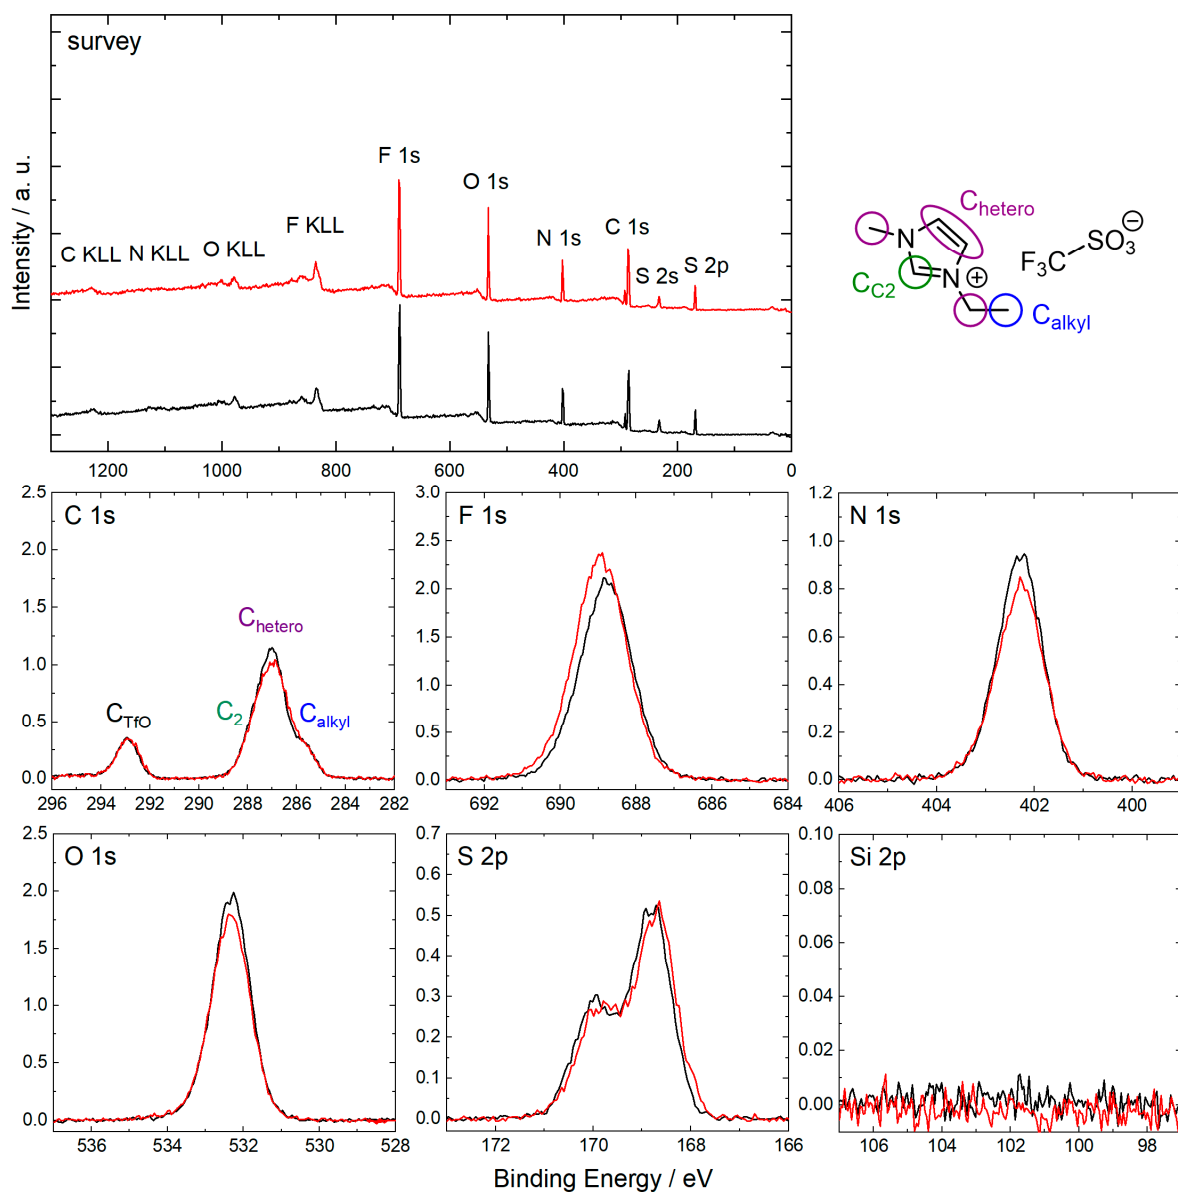 survey
Intensity / a. u.
F 1s
O 1s
N 1s
C 1s
S 2s
S 2p
F KLL
O KLL
C KLL N KLL
1200 1000 800 600 400 200 0
C_hetero
N
N
+
C_C2
C_alkyl
F3C
SO3
−
C 1s
2.5
2.0
1.5
1.0
0.5
0.0
C_hetero
C_TfO
C_2
C_alkyl
296 294 292 290 288 286 284 282
F 1s
3.0
2.5
2.0
1.5
1.0
0.5
0.0
692 690 688 686 684
N 1s
1.2
1.0
0.8
0.6
0.4
0.2
0.0
406 404 402 400
O 1s
2.5
2.0
1.5
1.0
0.5
0.0
536 534 532 530 528
S 2p
0.7
0.6
0.5
0.4
0.3
0.2
0.1
0.0
172 170 168 166
Si 2p
0.10
0.08
0.06
0.04
0.02
0.00
106 104 102 100 98
Binding Energy / eV